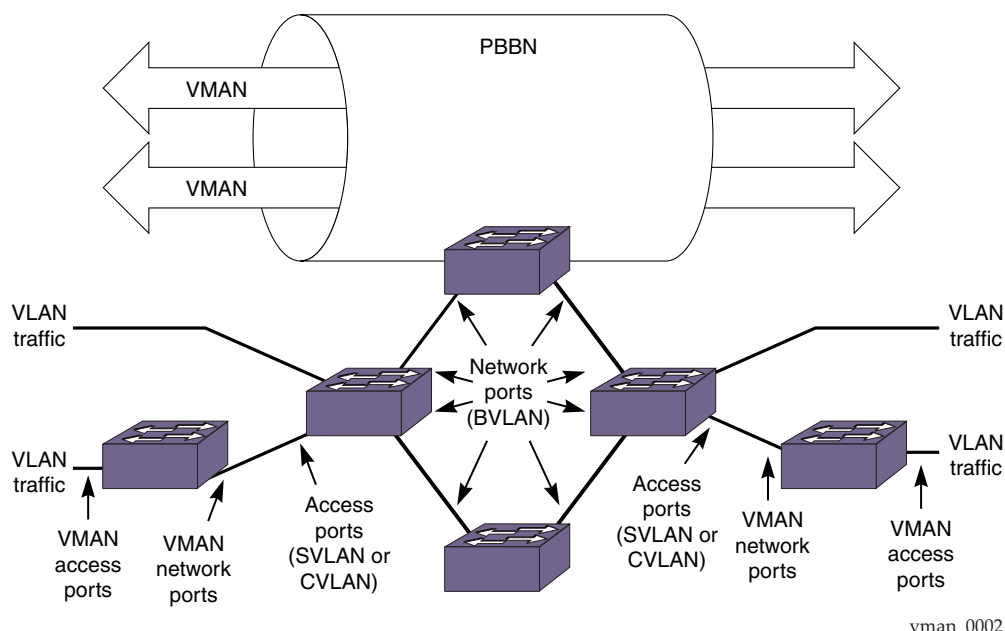 PBBN
VMAN
VMAN
VLAN
traffic
VLAN
traffic
Network
ports
(BVLAN)
VLAN
traffic
VLAN
traffic
VMAN
access
ports
VMAN
network
ports
Access
ports
(SVLAN or
CVLAN)
Access
ports
(SVLAN or
CVLAN)
VMAN
network
ports
VMAN
access
ports
vman_0002